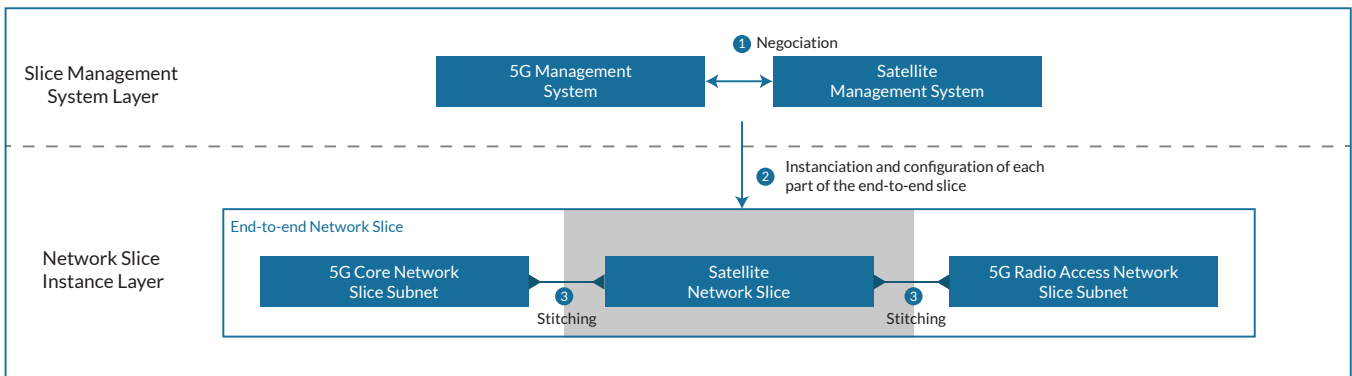 1 Negociation
Slice Management
System Layer
5G Management
System
Satellite
Management System
2 Instanciation and configuration of each
part of the end-to-end slice
End-to-end Network Slice
Network Slice
Instance Layer
5G Core Network
Slice Subnet
3
Stitching
Satellite
Network Slice
3
Stitching
5G Radio Access Network
Slice Subnet